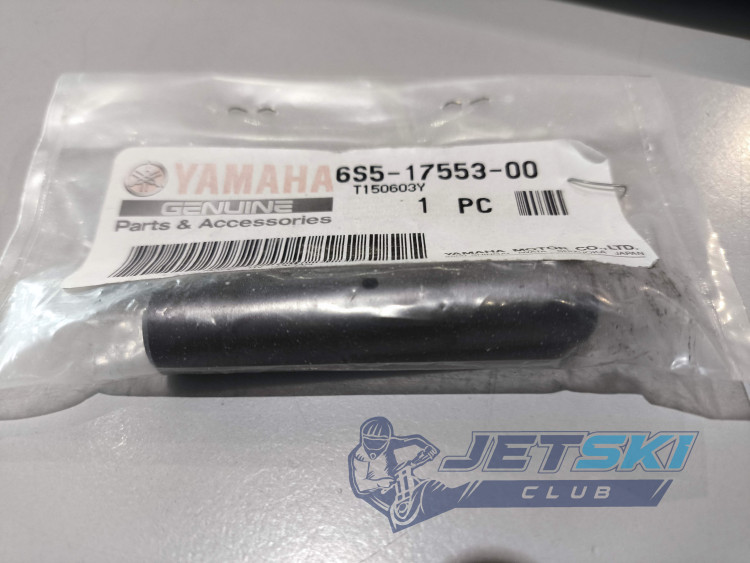 YAMAHA
GENUINE
Parts & Accessories
6S5-17553-00
T150603Y
1 PC
YAMAHA MOTOR CO., LTD.
JAPAN
JETSKI
CLUB